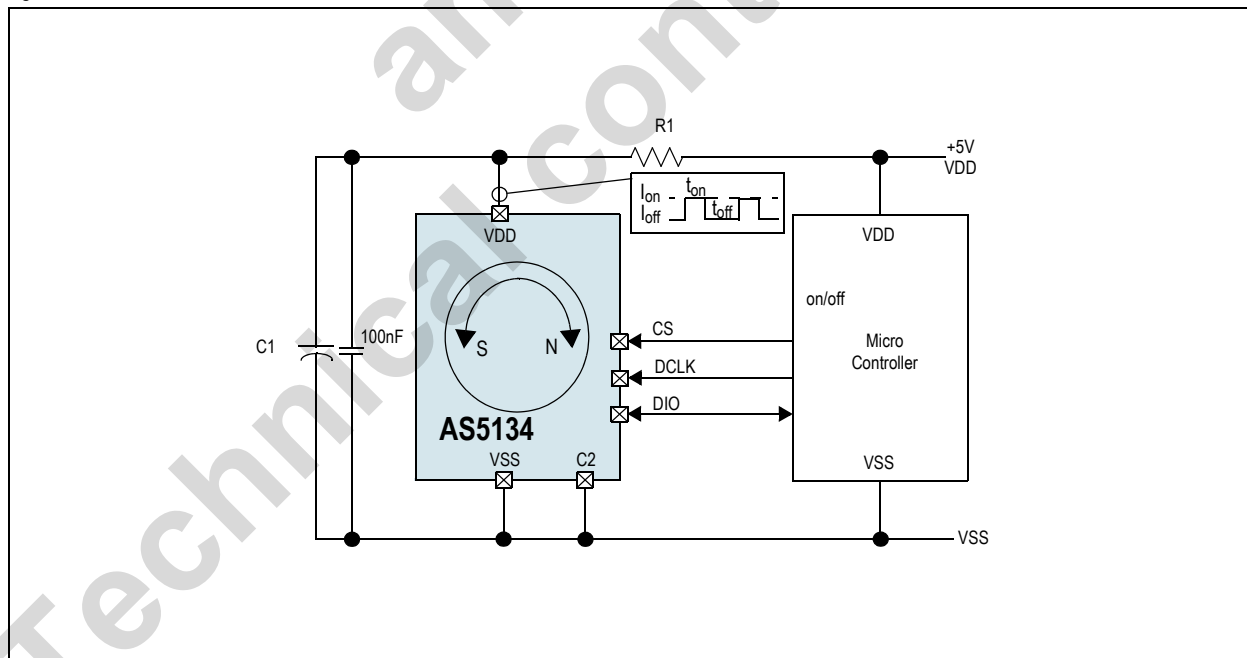 R1
+5V
VDD
Ion
ton
Ioff
toff
VDD
VDD
on/off
CS
C1
100nF
S
N
Micro
Controller
DCLK
DIO
AS5134
VSS
C2
VSS
VSS
Technical cont